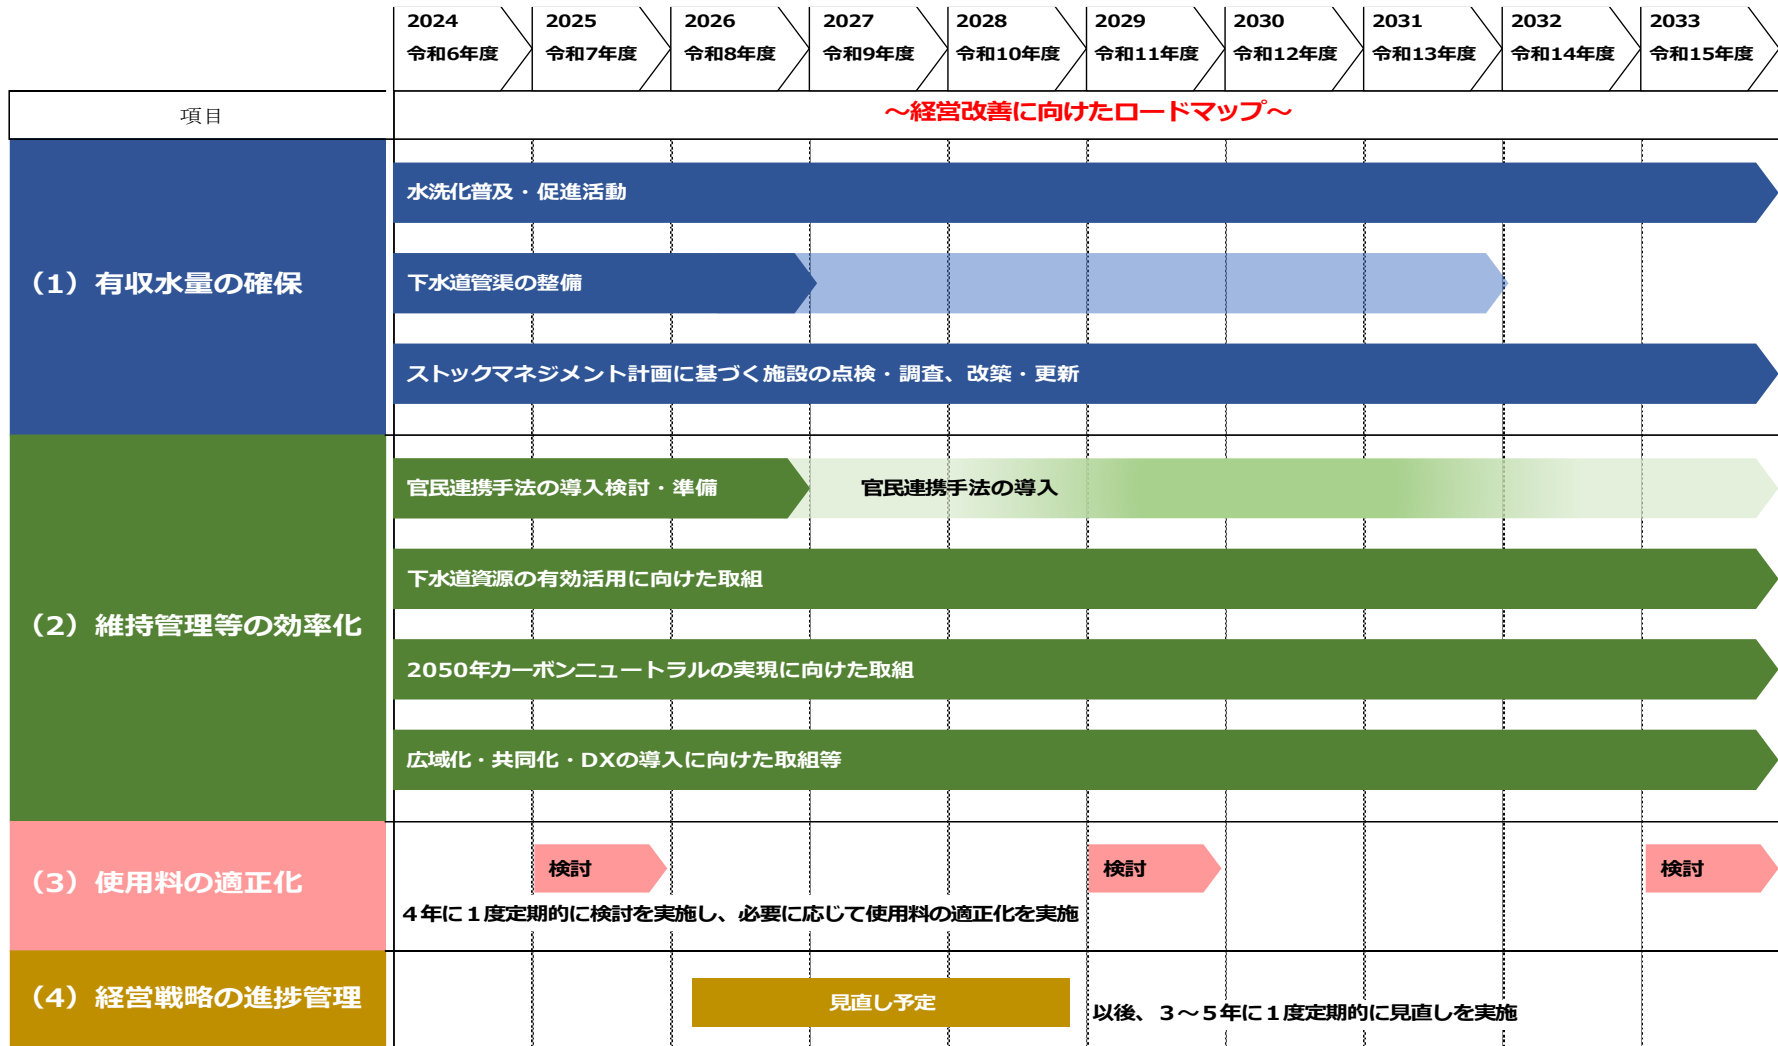 2024
令和6年度
2025
令和7年度
2026
令和8年度
2027
令和9年度
2028
令和10年度
2029
令和11年度
2030
令和12年度
2031
令和13年度
2032
令和14年度
2033
令和15年度
項目
～経営改善に向けたロードマップ～
（1）有収水量の確保
水洗化普及・促進活動
下水道管渠の整備
ストックマネジメント計画に基づく施設の点検・調査、改築・更新
（2）維持管理等の効率化
官民連携手法の導入検討・準備
官民連携手法の導入
下水道資源の有効活用に向けた取組
2050年カーボンニュートラルの実現に向けた取組
広域化・共同化・DXの導入に向けた取組等
（3）使用料の適正化
検討
検討
検討
４年に１度定期的に検討を実施し、必要に応じて使用料の適正化を実施
（4）経営戦略の進捗管理
見直し予定
以後、３～５年に１度定期的に見直しを実施